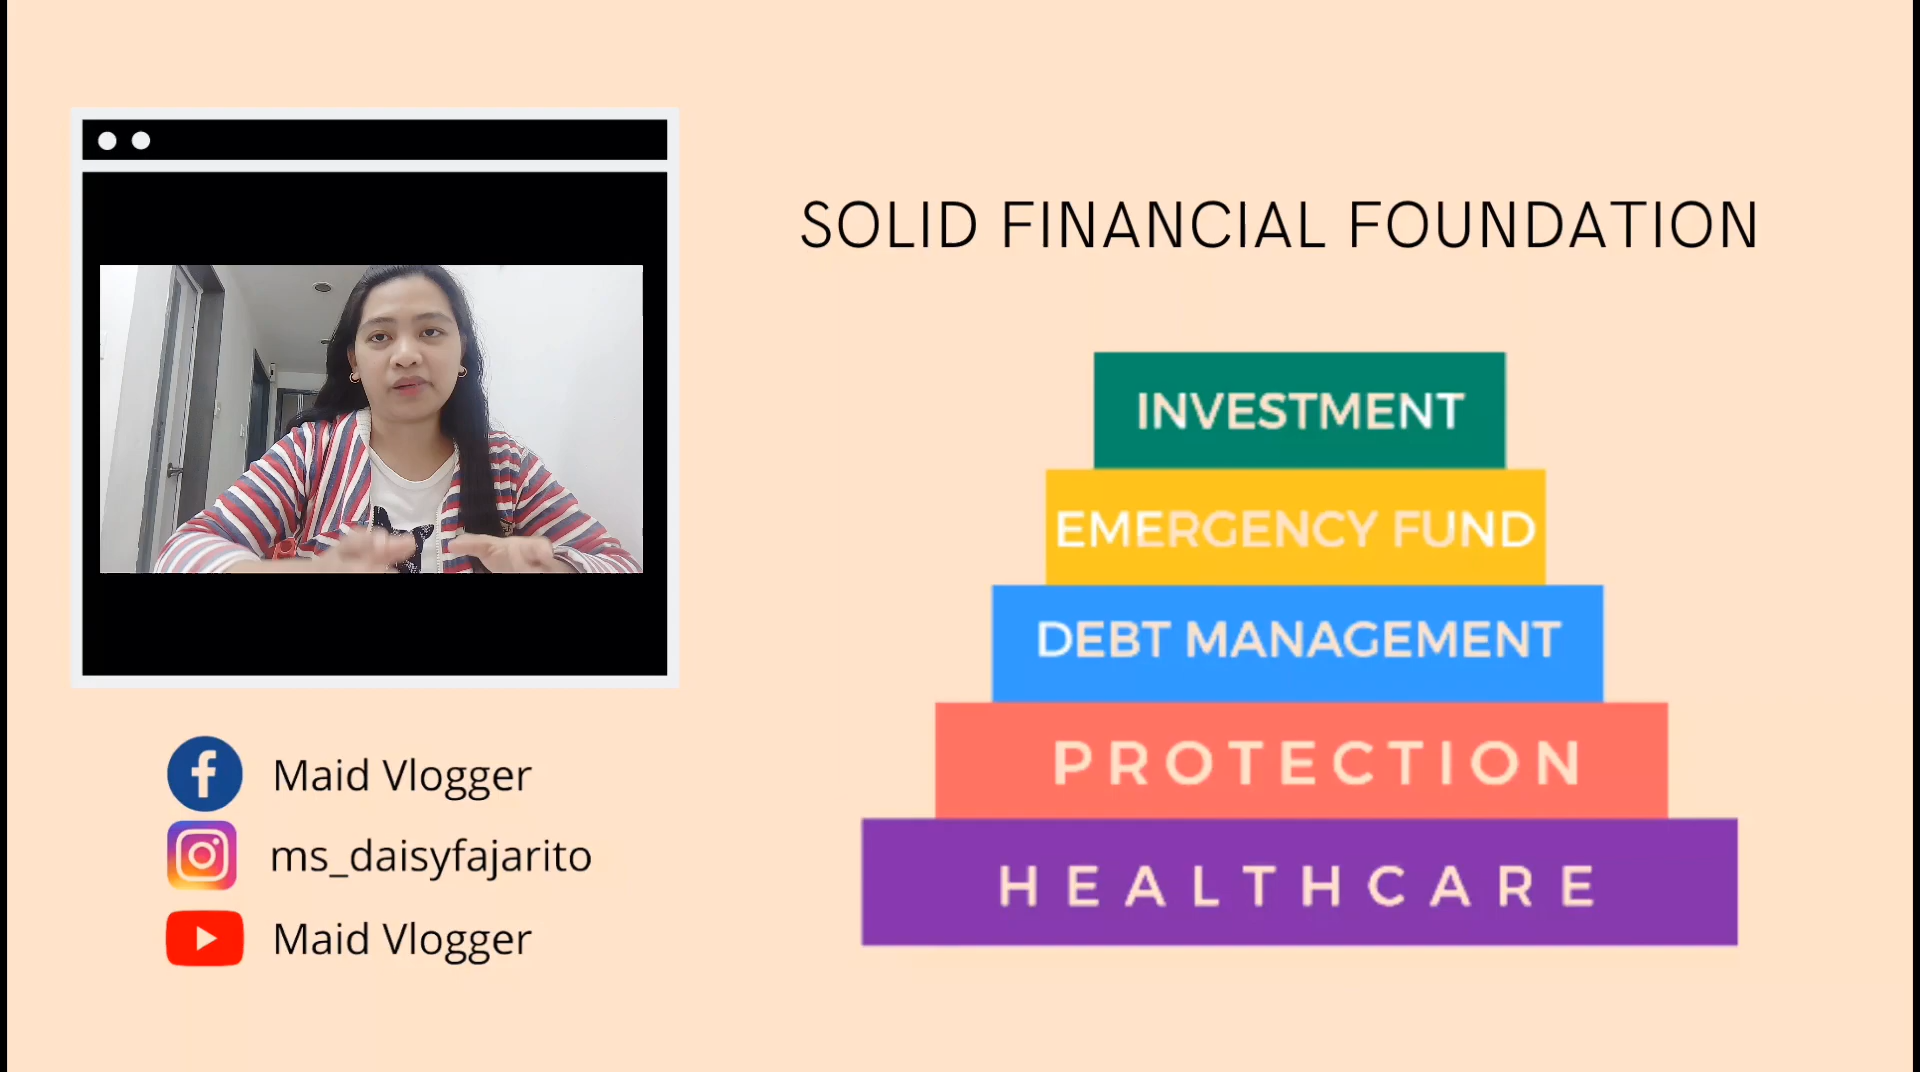 SOLID FINANCIAL FOUNDATION
INVESTMENT
EMERGENCY FUND
DEBT MANAGEMENT
PROTECTION
HEALTHCARE
Maid Vlogger
ms_daisyfajarito
Maid Vlogger